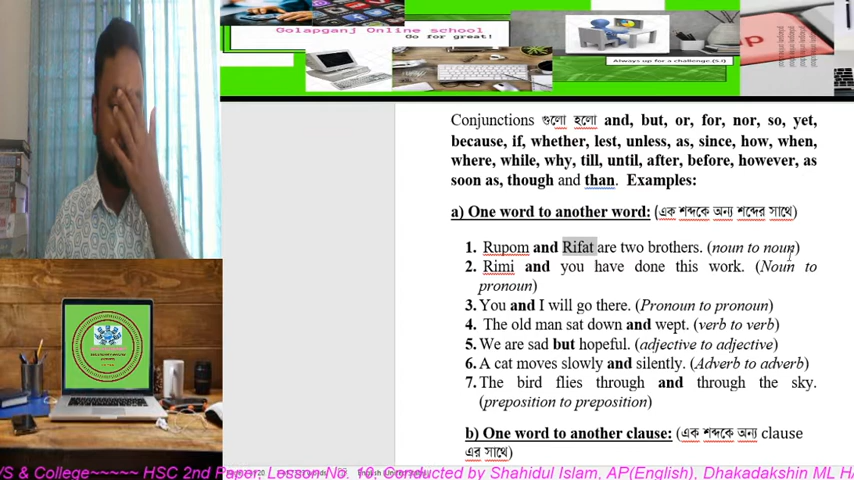 Golapganj Online school
Go for great!
Always up for a challenge.(S.I)
Conjunctions গুলো হলো and, but, or, for, nor, so, yet,
because, if, whether, lest, unless, as, since, how, when,
where, while, why, till, until, after, before, however, as
soon as, though and than. Examples:
a) One word to another word: (এক শব্দকে অন্য শব্দের সাথে)
1. Rupom and Rifat are two brothers. (noun to noun)
2. Rimi and you have done this work. (Noun to
pronoun)
3. You and I will go there. (Pronoun to pronoun)
4. The old man sat down and wept. (verb to verb)
5. We are sad but hopeful. (adjective to adjective)
6. A cat moves slowly and silently. (Adverb to adverb)
7. The bird flies through and through the sky.
(preposition to preposition)
b) One word to another clause: (এক শব্দকে অন্য clause
এর সাথে)
/S & College~~~~~ HSC 2nd Paper, Lesson No. 10, Conducted by Shahidul Islam, AP(English), Dhakadakshin ML H/